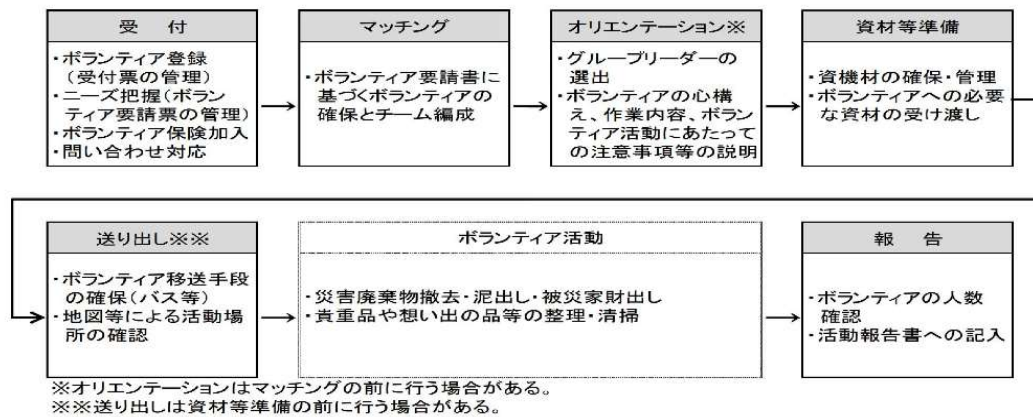 受　付
・ボランティア登録
（受付票の管理）
・ニーズ把握（ボラン
ティア要請票の管理）
・ボランティア保険加入
・問い合わせ対応
マッチング
・ボランティア要請書に
基づくボランティアの
確保とチーム編成
オリエンテーション※
・グループリーダーの
選出
・ボランティアの心構
え、作業内容、ボラン
ティア活動にあたって
の注意事項等の説明
資材等準備
・資機材の確保・管理
・ボランティアへの必要
な資材の受け渡し
送り出し※※
・ボランティア移送手段
の確保（バス等）
・地図等による活動場
所の確認
ボランティア活動
・災害廃棄物撤去・泥出し・被災家財出し
・貴重品や想い出の品等の整理・清掃
報　告
・ボランティアの人数
確認
・活動報告書への記入
※オリエンテーションはマッチングの前に行う場合がある。
※※送り出しは資材等準備の前に行う場合がある。